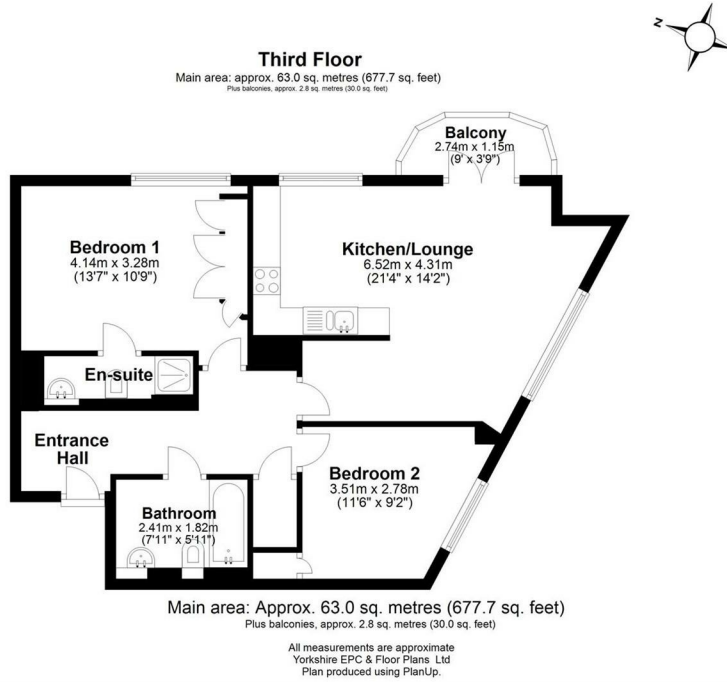 Third Floor
Main area: approx. 63.0 sq. metres (677.7 sq. feet)
Plus balconies, approx. 2.8 sq. metres (30.0 sq. feet)
N
Balcony
2.74m x 1.15m
(9' x 3'9")
Bedroom 1
4.14m x 3.28m
(13'7" x 10'9")
Kitchen/Lounge
6.52m x 4.31m
(21'4" x 14'2")
En-suite
Entrance
Hall
Bedroom 2
3.51m x 2.78m
(11'6" x 9'2")
Bathroom
2.41m x 1.82m
(7'11" x 5'11")
Main area: Approx. 63.0 sq. metres (677.7 sq. feet)
Plus balconies, approx. 2.8 sq. metres (30.0 sq. feet)
All measurements are approximate
Yorkshire EPC & Floor Plans Ltd
Plan produced using PlanUp.